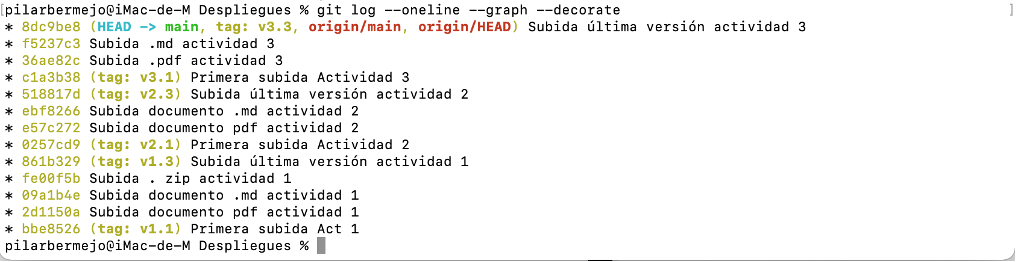 [pilarbermejo@iMac-de-M Despliegues % git log --oneline --graph --decorate ]
* 8dc9be8 (HEAD -> main, tag: v3.3, origin/main, origin/HEAD) Subida última versión actividad 3
* f5237c3 Subida .md actividad 3
* 36ae82c Subida .pdf actividad 3
* c1a3b38 (tag: v3.1) Primera subida Actividad 3
* 518817d (tag: v2.3) Subida última versión actividad 2
* ebf8266 Subida documento .md actividad 2
* e57c272 Subida documento pdf actividad 2
* 0257cd9 (tag: v2.1) Primera subida Actividad 2
* 861b329 (tag: v1.3) Subida última versión actividad 1
* fe00f5b Subida . zip actividad 1
* 09a1b4e Subida documento .md actividad 1
* 2d1150a Subida documento pdf actividad 1
* bbe8526 (tag: v1.1) Primera subida Act 1
pilarbermejo@iMac-de-M Despliegues %